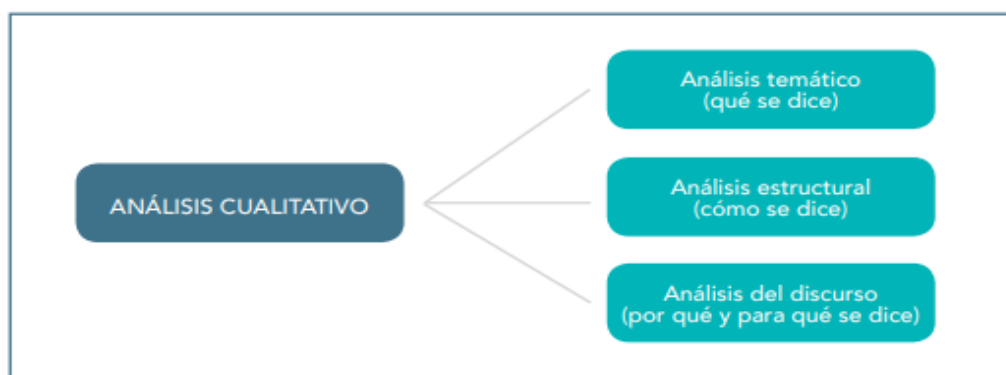 Análisis temático
(qué se dice)
ANÁLISIS CUALITATIVO
Análisis estructural
(cómo se dice)
Análisis del discurso
(por qué y para qué se dice)